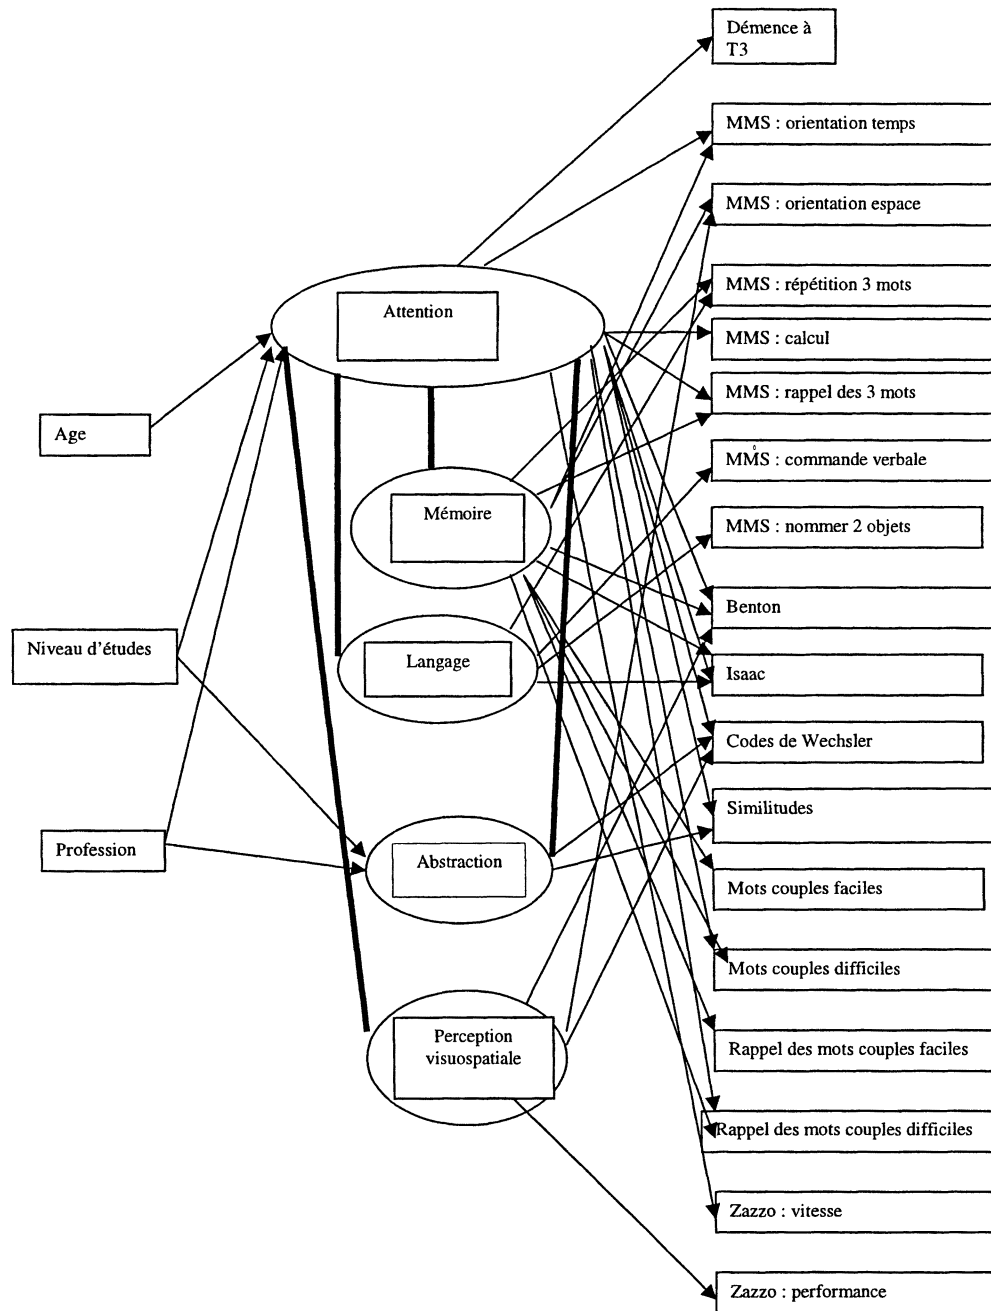 Démence à
T3
MMS : orientation temps
MMS : orientation espace
MMS : répétition 3 mots
MMS : calcul
MMS : rappel des 3 mots
MMS : commande verbale
MMS : nommer 2 objets
Benton
Isaac
Codes de Wechsler
Similitudes
Mots couples faciles
Mots couples difficiles
Rappel des mots couples faciles
Rappel des mots couples difficiles
Zazzo : vitesse
Zazzo : performance
Attention
Mémoire
Langage
Abstraction
Perception
visuospatiale
Age
Niveau d'études
Profession